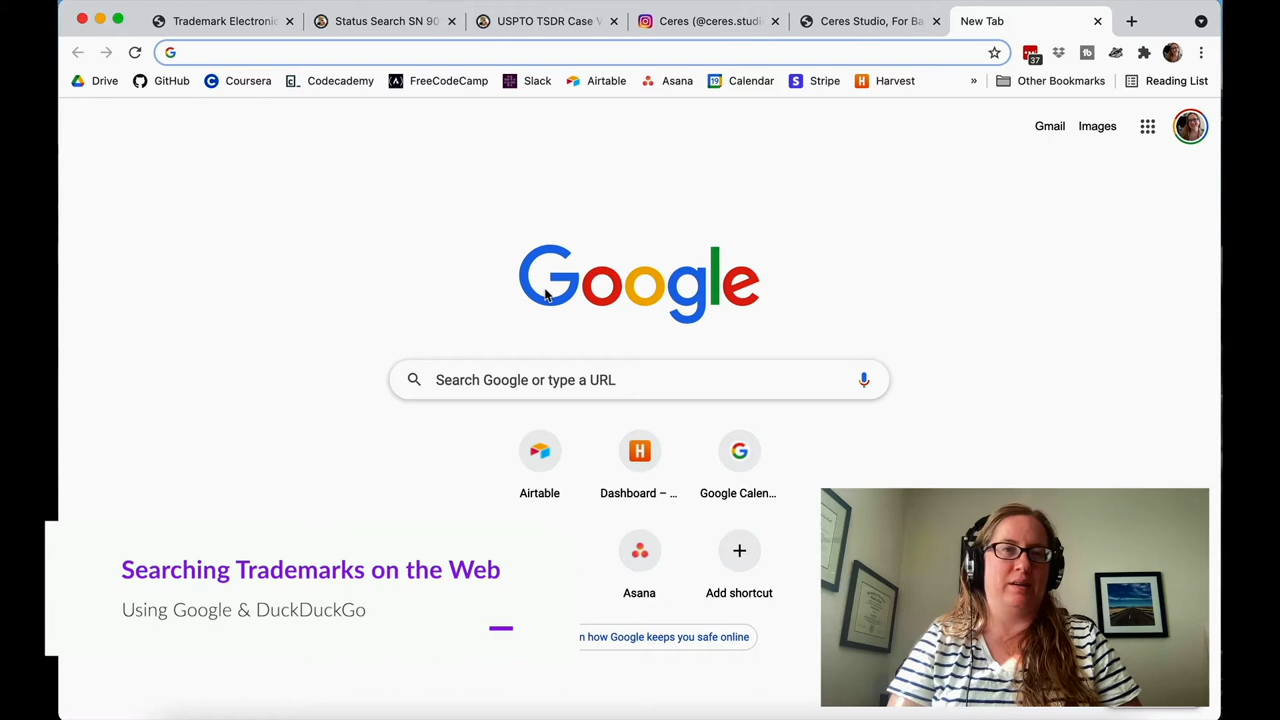 Trademark Electronic
Status Search SN 90
USPTO TSDR Case V
Ceres (@ceres.studi
Ceres Studio, For Ba
New Tab
G
37
Drive
GitHub
Coursera
Codecademy
FreeCodeCamp
Slack
Airtable
Asana
19
Calendar
Stripe
Harvest
»
Other Bookmarks
Reading List
Gmail
Images
Google
Search Google or type a URL
Airtable
Dashboard – ...
Google Calen...
Asana
Add shortcut
n how Google keeps you safe online
Searching Trademarks on the Web
Using Google & DuckDuckGo